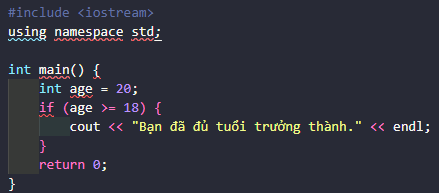 #include <iostream>
using namespace std;
int main() {
    int age = 20;
    if (age >= 18) {
        cout << "Bạn đã đủ tuổi trưởng thành." << endl;
    }
    return 0;
}